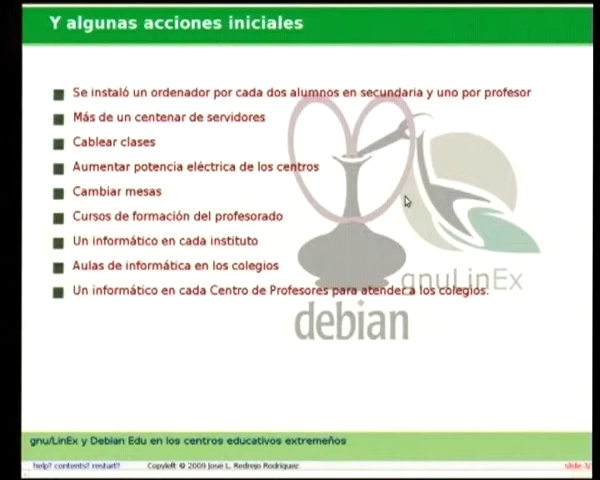 Y algunas acciones iniciales
Se instaló un ordenador por cada dos alumnos en secundaria y uno por profesor
Más de un centenar de servidores
Cablear clases
Aumentar potencia eléctrica de los centros
Cambiar mesas
Cursos de formación del profesorado
Un informático en cada instituto
Aulas de informática en los colegios
gnuLinEx
Un informático en cada Centro de Profesores para atender a los colegios.
debian
gnu/LinEx y Debian Edu en los centros educativos extremeños
help? contents? restart? Copyleft © 2009 José L. Redrejo Rodríguez slide 3/